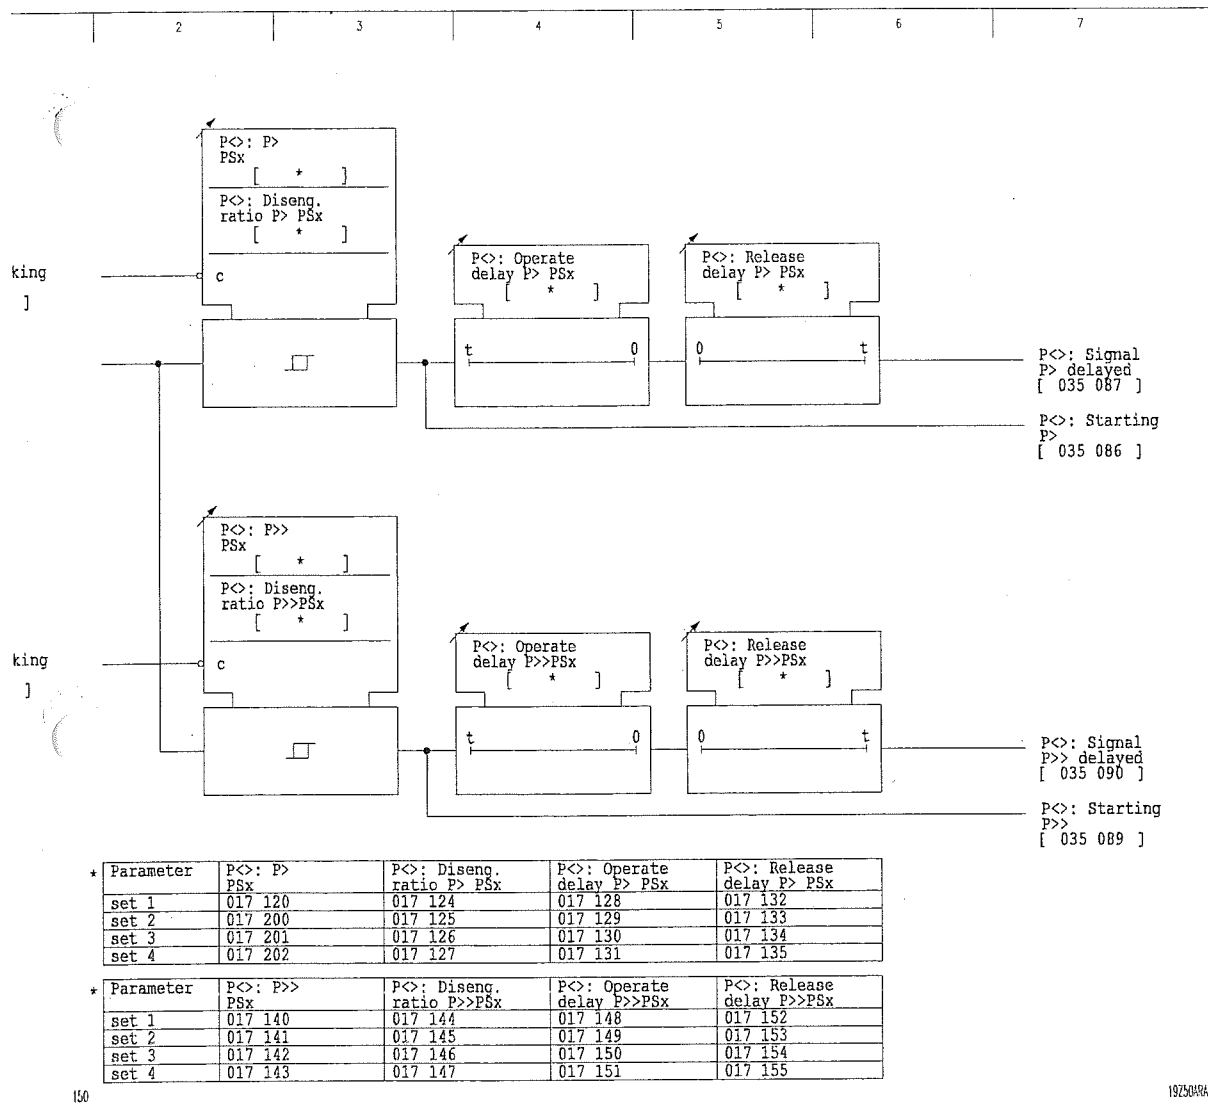 2 3 4 5 6 7
P<>: P>
PSx
[ * ]
P<>: Diseng.
ratio P> PSx
[ * ]
king
c
]
P<>: Operate
delay P> PSx
[ * ]
P<>: Release
delay P> PSx
[ * ]
t 0
0 t
P<>: Signal
P> delayed
[ 035 087 ]
P<>: Starting
P>
[ 035 086 ]
P<>: P>>
PSx
[ * ]
P<>: Diseng.
ratio P>>PSx
[ * ]
king
c
]
P<>: Operate
delay P>>PSx
[ * ]
P<>: Release
delay P>>PSx
[ * ]
t 0
0 t
P<>: Signal
P>> delayed
[ 035 090 ]
P<>: Starting
P>>
[ 035 089 ]
* Parameter P<>: P> PSx P<>: Diseng. ratio P> PSx P<>: Operate delay P> PSx P<>: Release delay P> PSx
set 1 017 120 017 124 017 128 017 132
set 2 017 200 017 125 017 129 017 133
set 3 017 201 017 126 017 130 017 134
set 4 017 202 017 127 017 131 017 135
* Parameter P<>: P>> PSx P<>: Diseng. ratio P>>PSx P<>: Operate delay P>>PSx P<>: Release delay P>>PSx
set 1 017 140 017 144 017 148 017 152
set 2 017 141 017 145 017 149 017 153
set 3 017 142 017 146 017 150 017 154
set 4 017 143 017 147 017 151 017 155
150